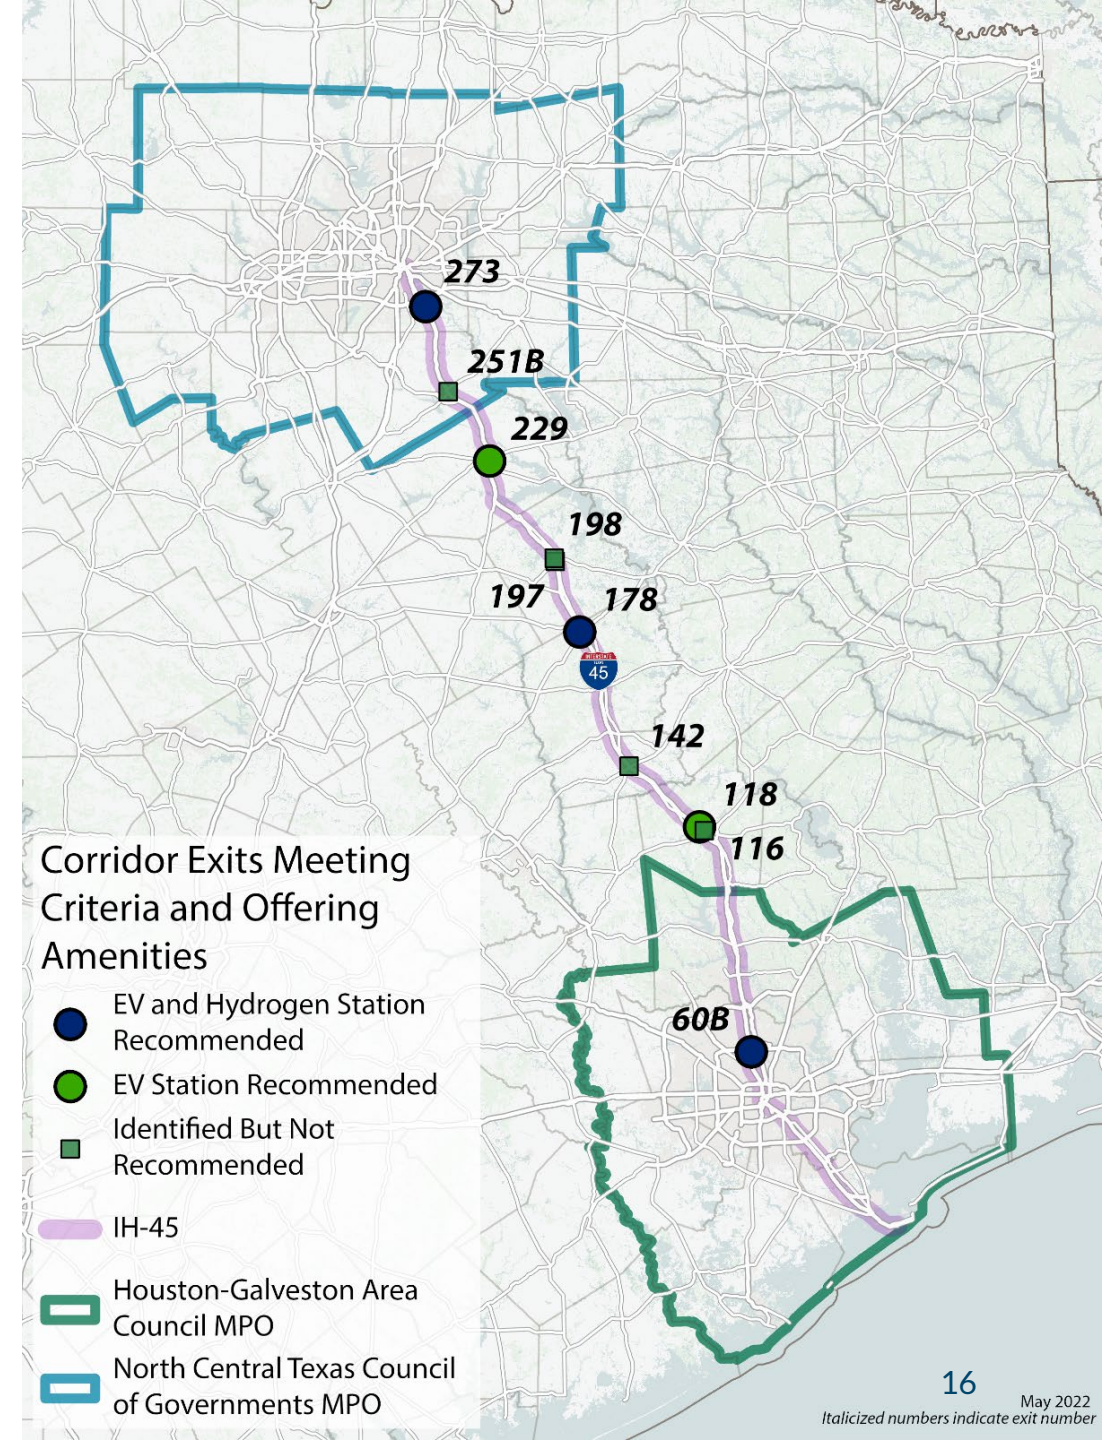 273
251B
229
198
197
178
INTERSTATE
45
142
118
116
60B
Corridor Exits Meeting
Criteria and Offering
Amenities
EV and Hydrogen Station
Recommended
EV Station Recommended
Identified But Not
Recommended
IH-45
Houston-Galveston Area
Council MPO
North Central Texas Council
of Governments MPO
16
May 2022
Italicized numbers indicate exit number